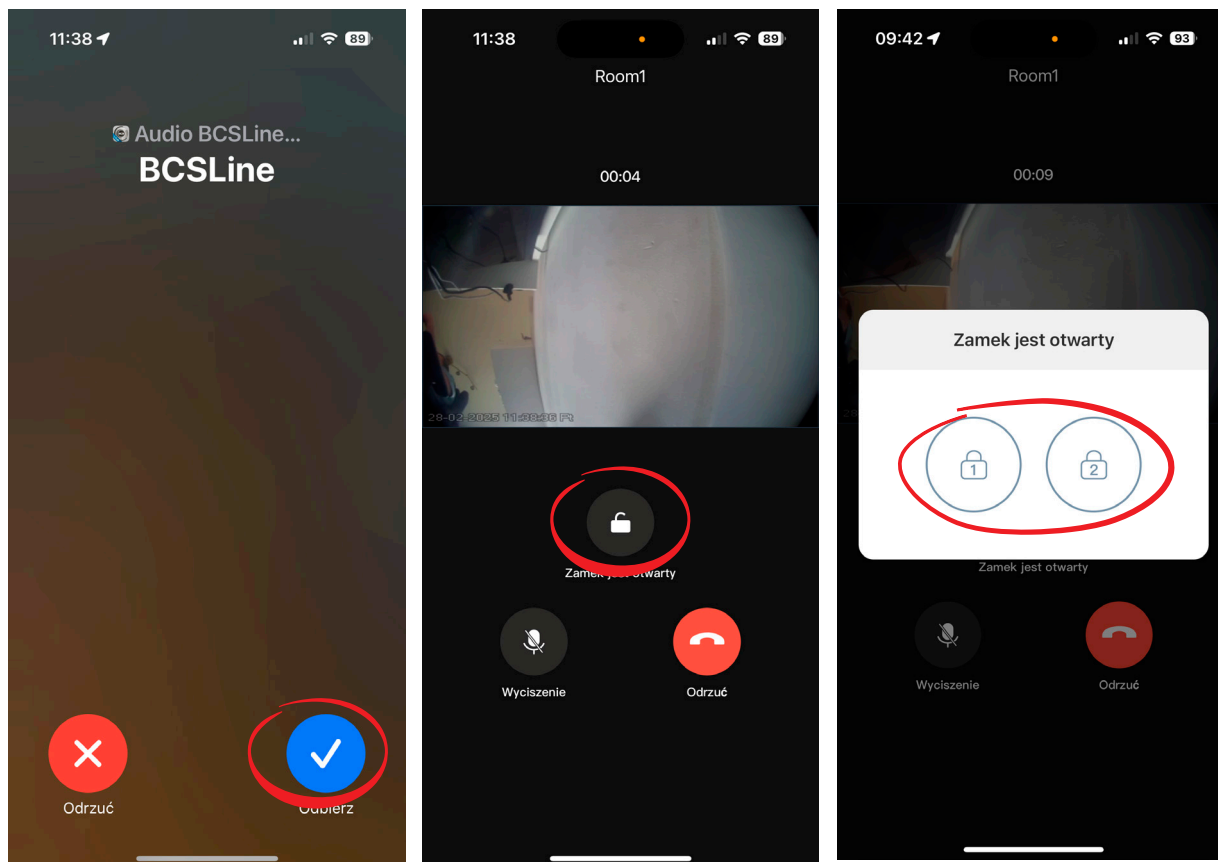 11:38
89
Audio BCSLine...
BCSLine
Odrzuć
Odbierz
11:38
89
Room1
00:04
28-02-2025 11:38:36 Pt
Zamek jest otwarty
Wyciszenie
Odrzuć
09:42
93
Room1
00:09
Zamek jest otwarty
1
2
28
Zamek jest otwarty
Wyciszenie
Odrzuć